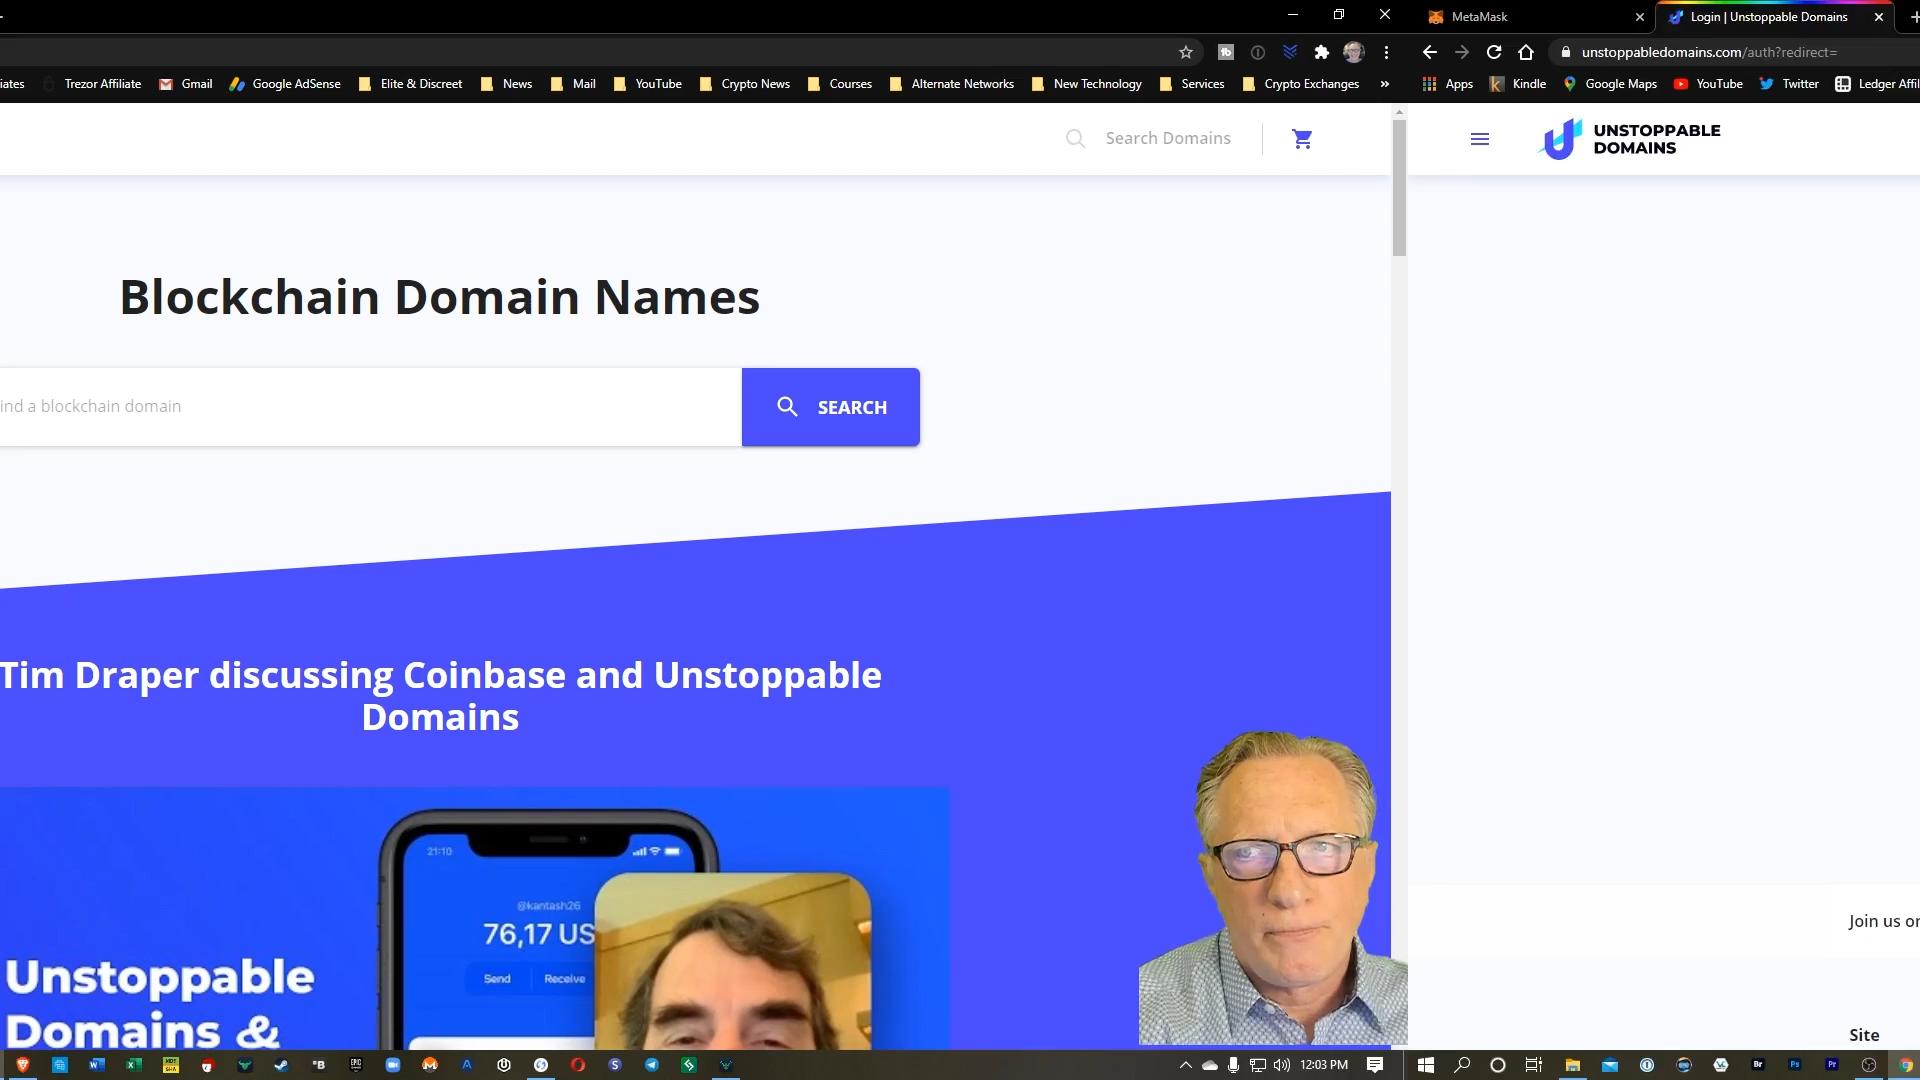 MetaMask
Login | Unstoppable Domains
unstoppabledomains.com/auth?redirect=
iates
Trezor Affiliate
Gmail
Google AdSense
Elite & Discreet
News
Mail
YouTube
Crypto News
Courses
Alternate Networks
New Technology
Services
Crypto Exchanges
»
Apps
Kindle
Google Maps
YouTube
Twitter
Ledger Affil
Search Domains
UNSTOPPABLE
DOMAINS
Blockchain Domain Names
ind a blockchain domain
SEARCH
Tim Draper discussing Coinbase and Unstoppable
Domains
21:10
@kantash26
76,17 US
Send
Receive
Unstoppable
Domains &
Join us on
Site
12:03 PM